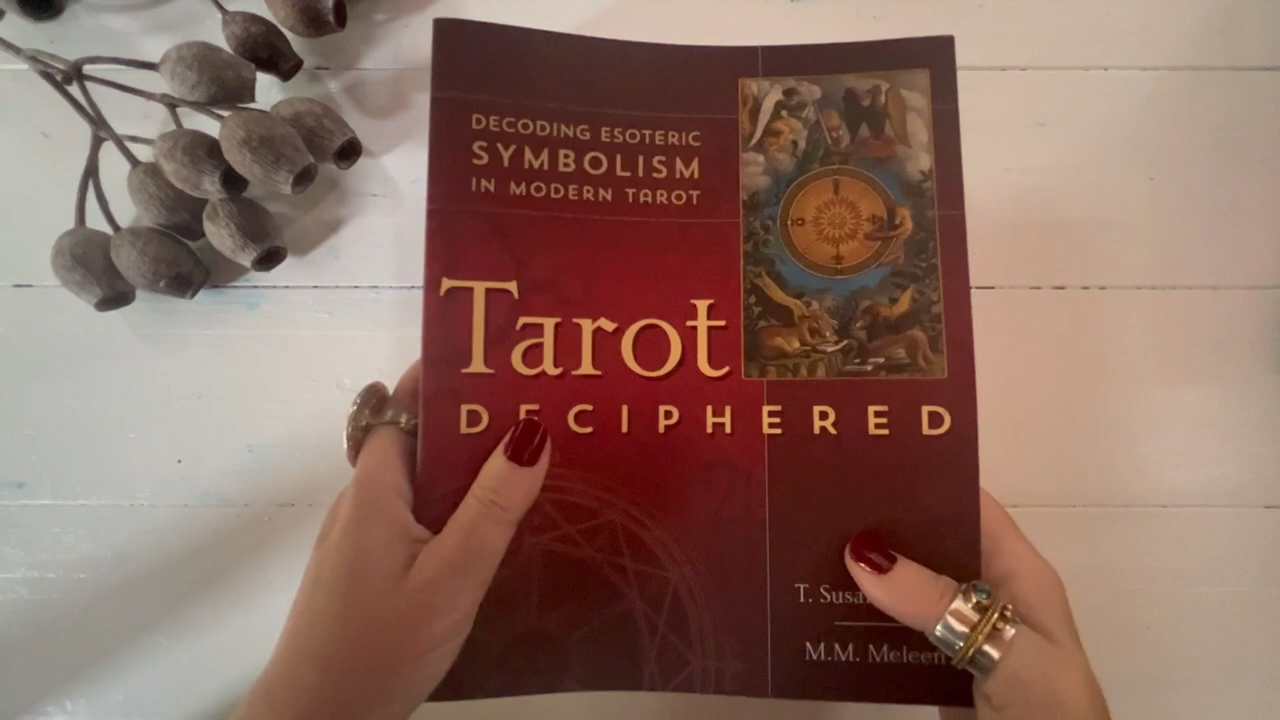 DECODING ESOTERIC
SYMBOLISM
IN MODERN TAROT
Tarot
DECIPHERED
T.
M.M. Meleen